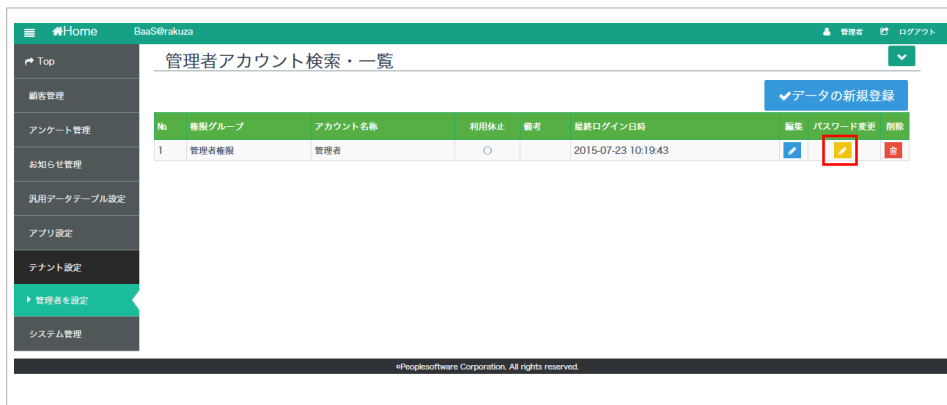 Home BaaS@rakuza 管理者 ログアウト
Top
管理者アカウント検索・一覧
顧客管理
データの新規登録
アンケート管理
No. 権限グループ アカウント名称 利用休止 備考 最終ログイン日時 編集 パスワード変更 削除
1 管理者権限 管理者 2015-07-23 10:19:43
お知らせ管理
汎用データテーブル設定
アプリ設定
テナント設定
管理者を設定
システム管理
©Peoplesoftware Corporation. All rights reserved.